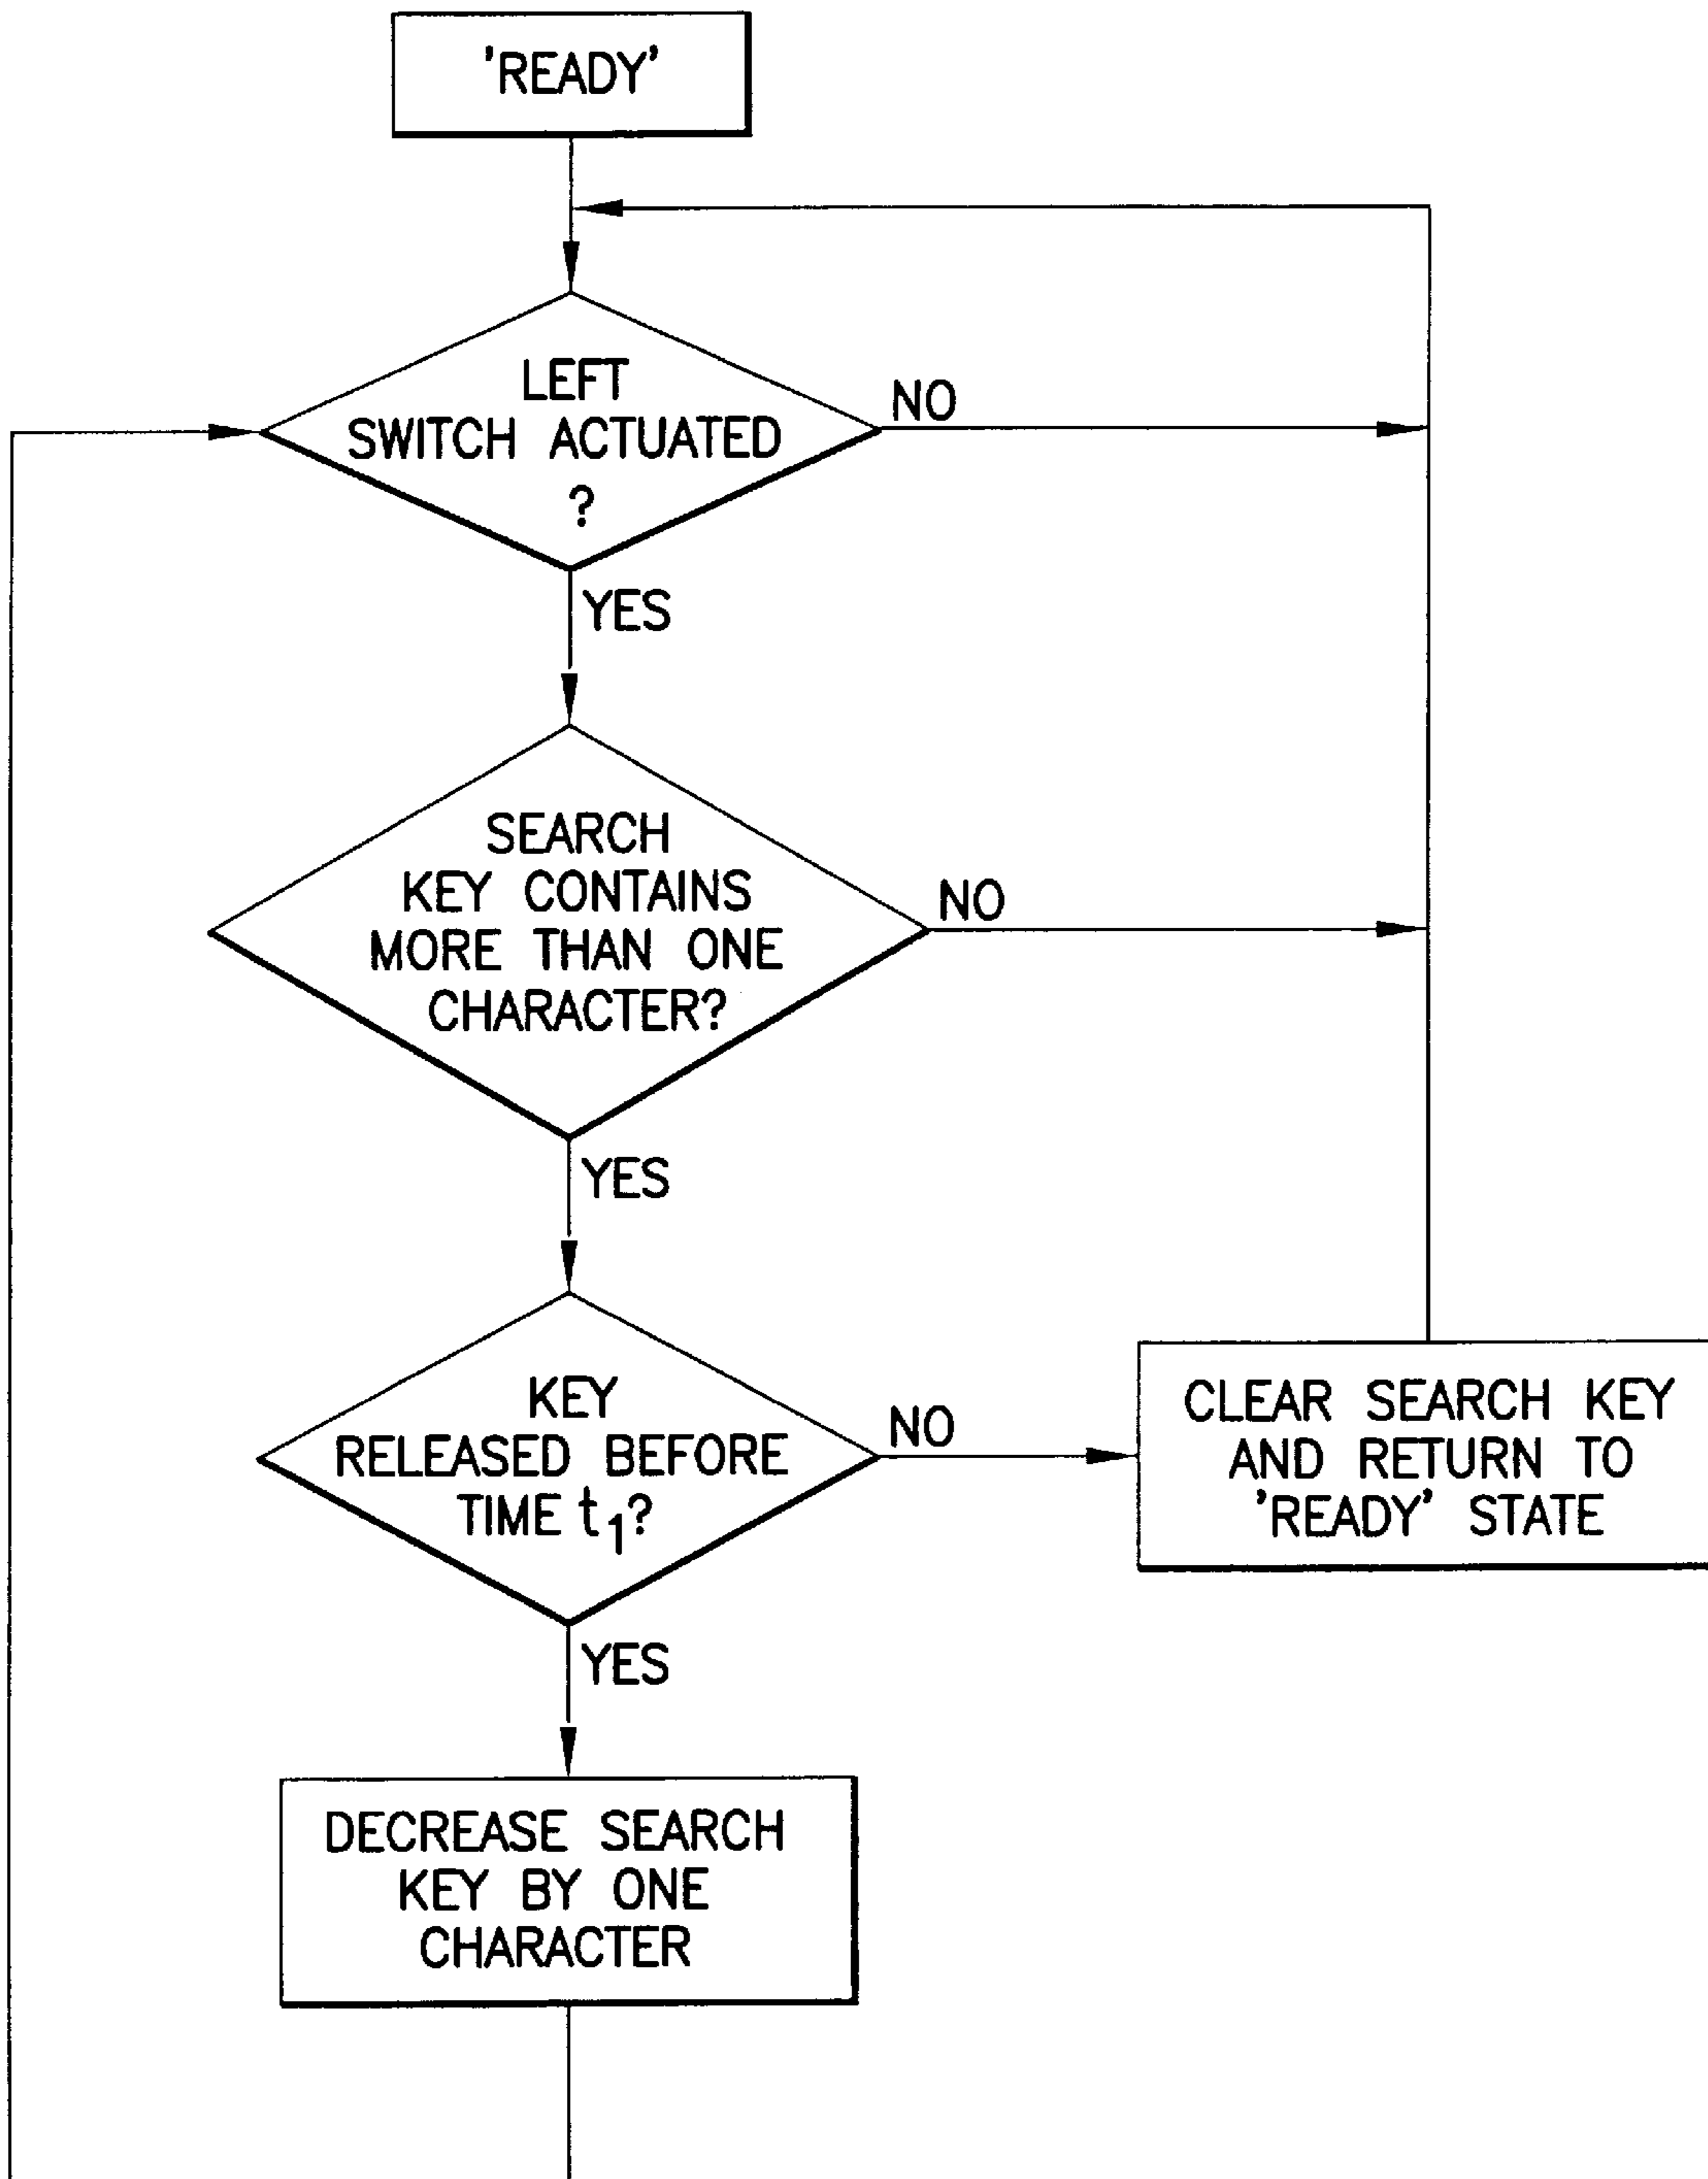 'READY'
LEFT
SWITCH ACTUATED
?
NO
YES
SEARCH
KEY CONTAINS
MORE THAN ONE
CHARACTER?
NO
YES
KEY
RELEASED BEFORE
TIME t₁?
NO
CLEAR SEARCH KEY
AND RETURN TO
'READY' STATE
YES
DECREASE SEARCH
KEY BY ONE
CHARACTER